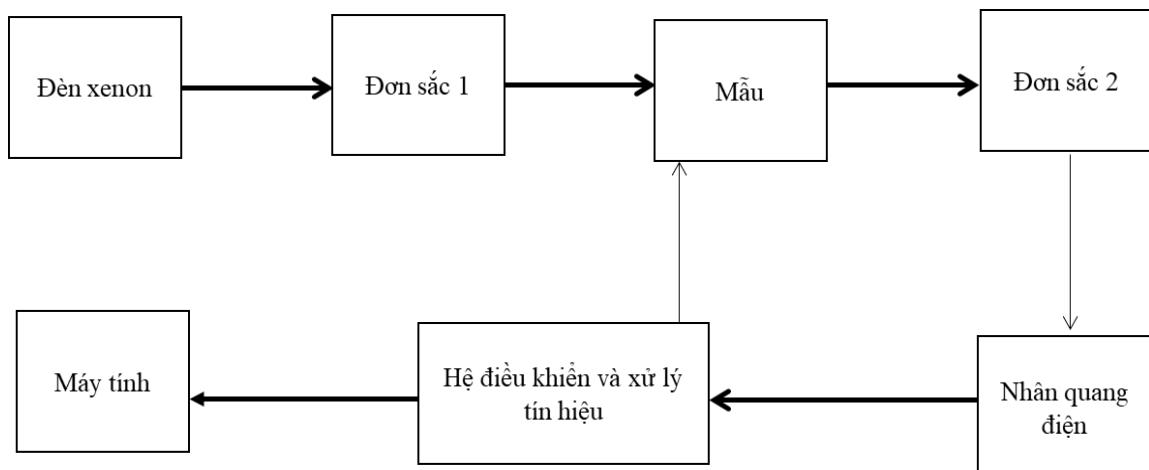 Đèn xenon
Đơn sắc 1
Mẫu
Đơn sắc 2
Máy tính
Hệ điều khiển và xử lý
tín hiệu
Nhân quang
điện